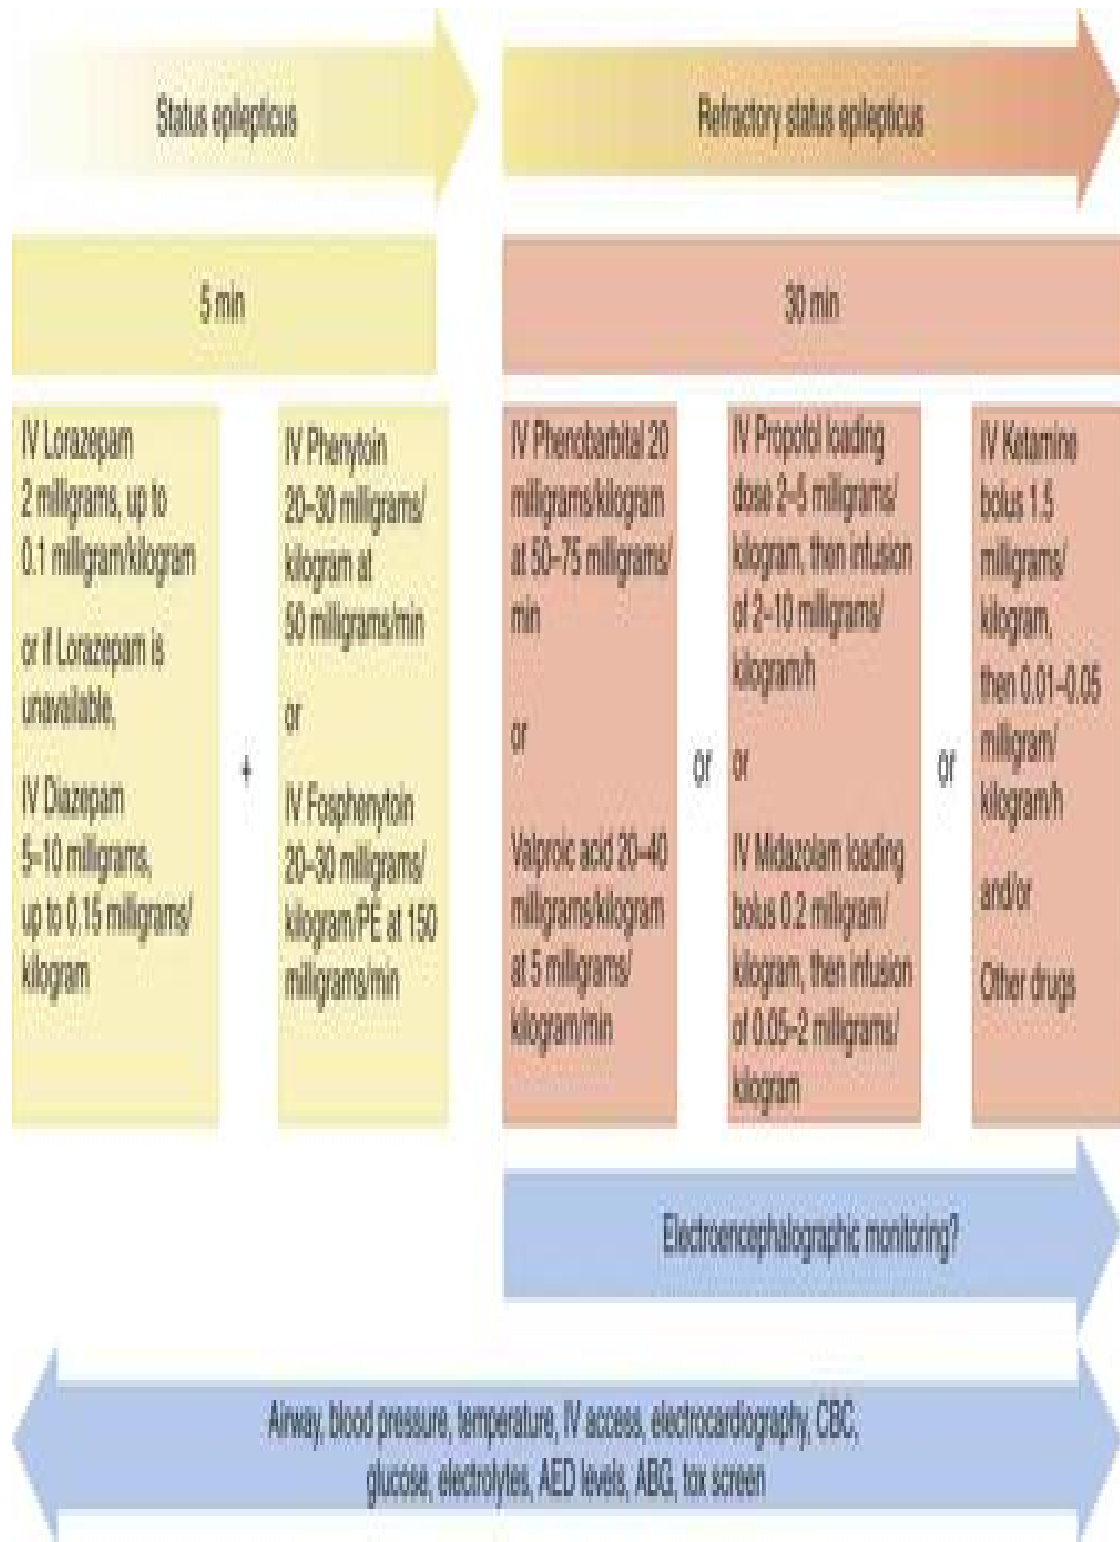 Status epilepticus
Refractory status epilepticus
5 min
30 min
IV Lorazepam
2 milligrams, up to
0.1 milligram/kilogram
or if Lorazepam is
unavailable,
IV Diazepam
5–10 milligrams,
up to 0.15 milligrams/
kilogram
+
IV Phenytoin
20–30 milligrams/
kilogram at
50 milligrams/min
or
IV Fosphenytoin
20–30 milligrams/
kilogram/PE at 150
milligrams/min
IV Phenobarbital 20
milligrams/kilogram
at 50–75 milligrams/
min
or
Valproic acid 20–40
milligrams/kilogram
at 5 milligrams/
kilogram/min
or
IV Propofol loading
dose 2–5 milligrams/
kilogram, then infusion
of 2–10 milligrams/
kilogram/h
or
IV Midazolam loading
bolus 0.2 milligram/
kilogram, then infusion
of 0.05–2 milligrams/
kilogram
or
IV Ketamine
bolus 1.5
milligrams/
kilogram,
then 0.01–0.05
milligram/
kilogram/h
and/or
Other drugs
Electroencephalographic monitoring?
Airway, blood pressure, temperature, IV access, electrocardiography, CBC,
glucose, electrolytes, AED levels, ABG, tox screen